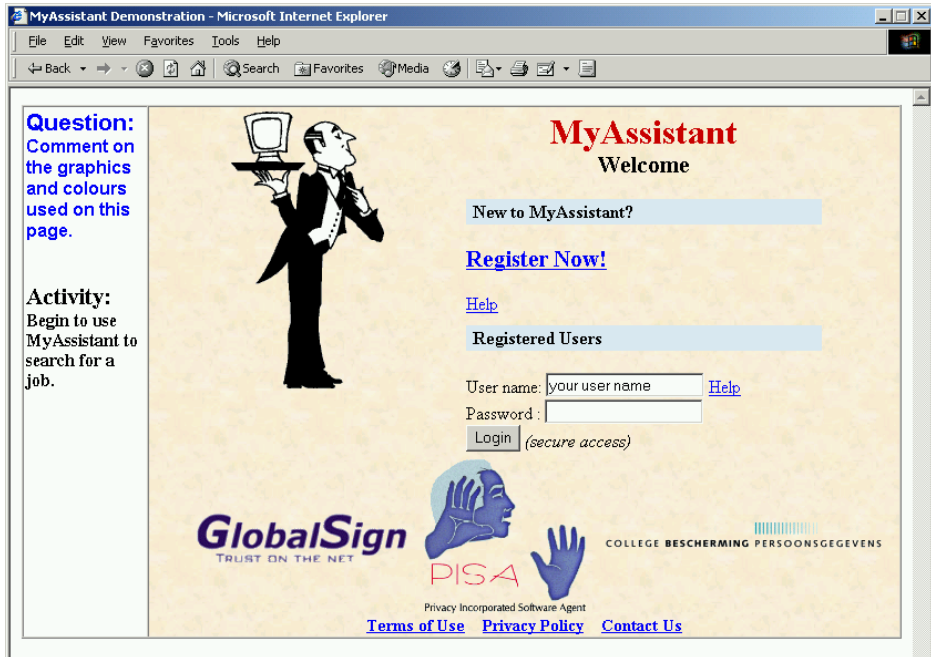 MyAssistant Demonstration - Microsoft Internet Explorer
File Edit View Favorites Tools Help
Back Search Favorites Media
Question:
Comment on
the graphics
and colours
used on this
page.
Activity:
Begin to use
MyAssistant to
search for a
job.
MyAssistant
Welcome
New to MyAssistant?
Register Now!
Help
Registered Users
User name: your user name Help
Password :
Login (secure access)
GlobalSign
TRUST ON THE NET
PISA
Privacy Incorporated Software Agent
COLLEGE BESCHERMING PERSOONSGEGEVENS
Terms of Use Privacy Policy Contact Us